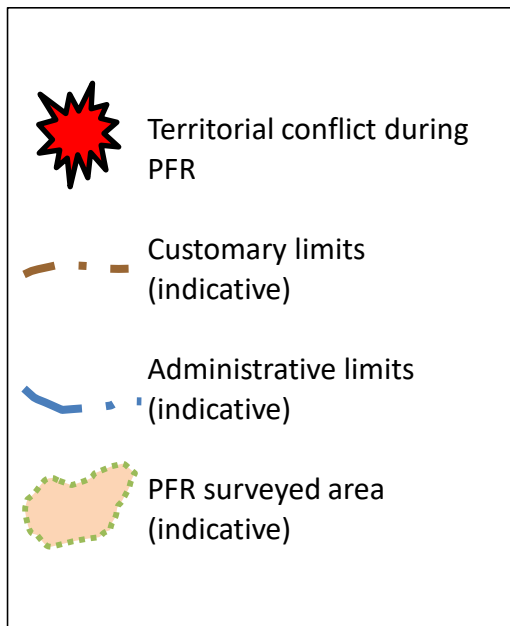 Territorial conflict during
PFR
Customary limits
(indicative)
Administrative limits
(indicative)
PFR surveyed area
(indicative)